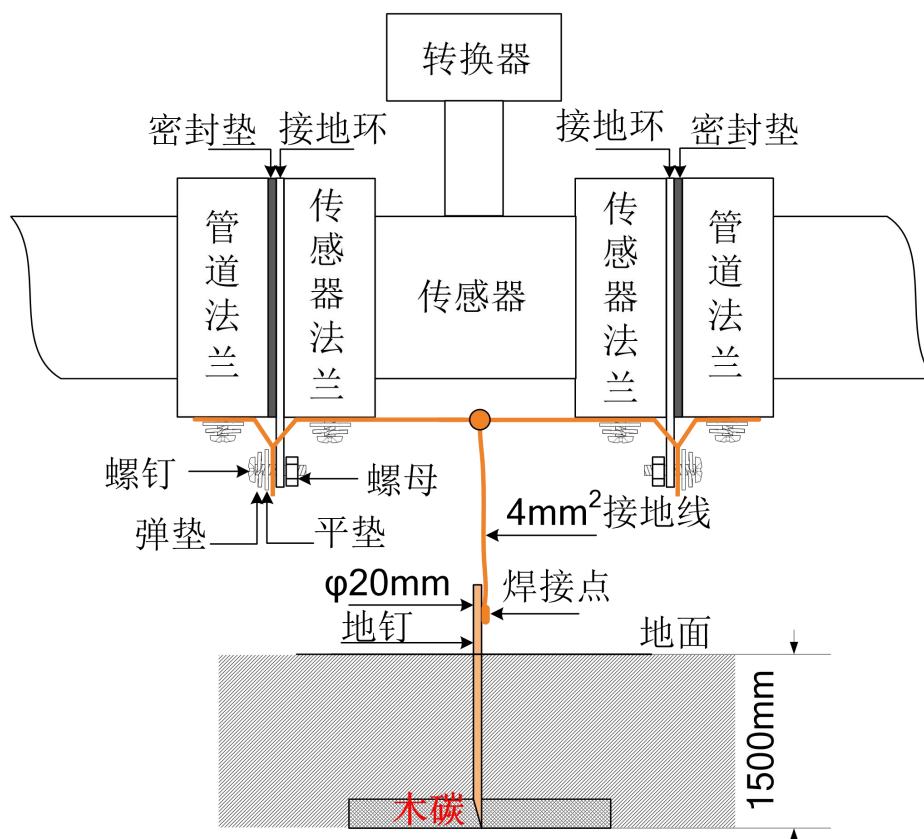 转换器
密封垫
接地环
接地环
密封垫
管道法兰
传感器法兰
传感器
传感器法兰
管道法兰
螺钉
螺母
弹垫
平垫
4mm²接地线
φ20mm
焊接点
地钉
地面
1500mm
木碳